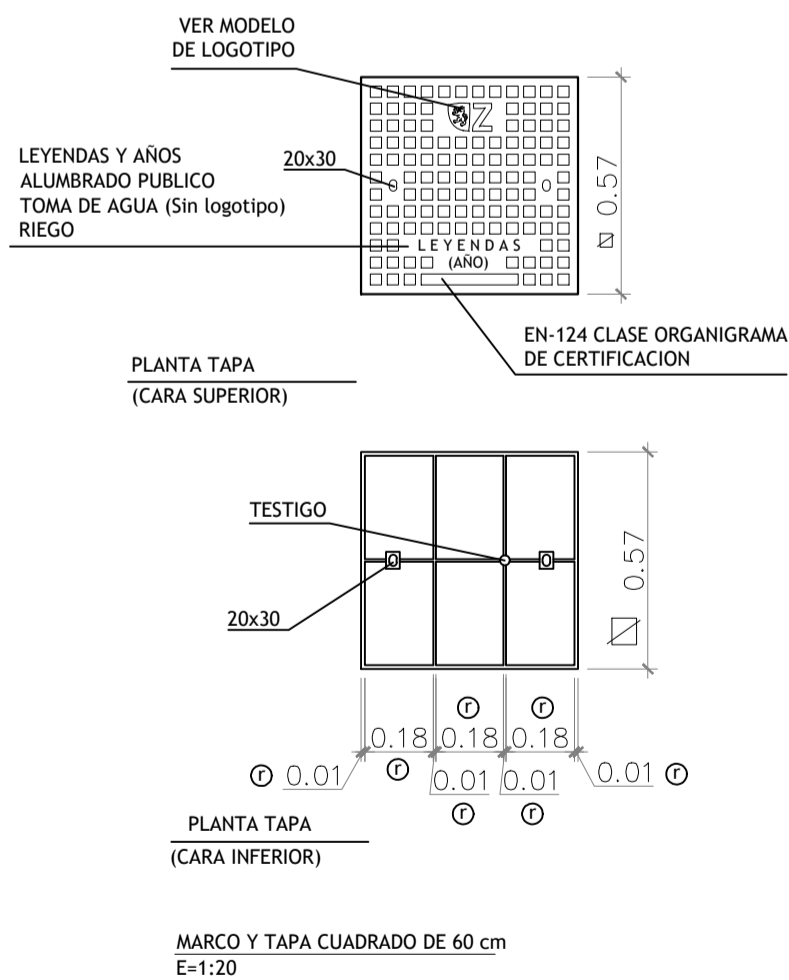 VER MODELO
DE LOGOTIPO
Z
LEYENDAS Y AÑOS
ALUMBRADO PUBLICO
TOMA DE AGUA (Sin logotipo)
RIEGO
20x30
0.57
LEYENDAS
(AÑO)
EN-124 CLASE ORGANIGRAMA
DE CERTIFICACION
PLANTA TAPA
(CARA SUPERIOR)
TESTIGO
20x30
0.57
r r
0.18 0.18 0.18
r 0.01 r 0.01 0.01 0.01 r
r r
PLANTA TAPA
(CARA INFERIOR)
MARCO Y TAPA CUADRADO DE 60 cm
E=1:20